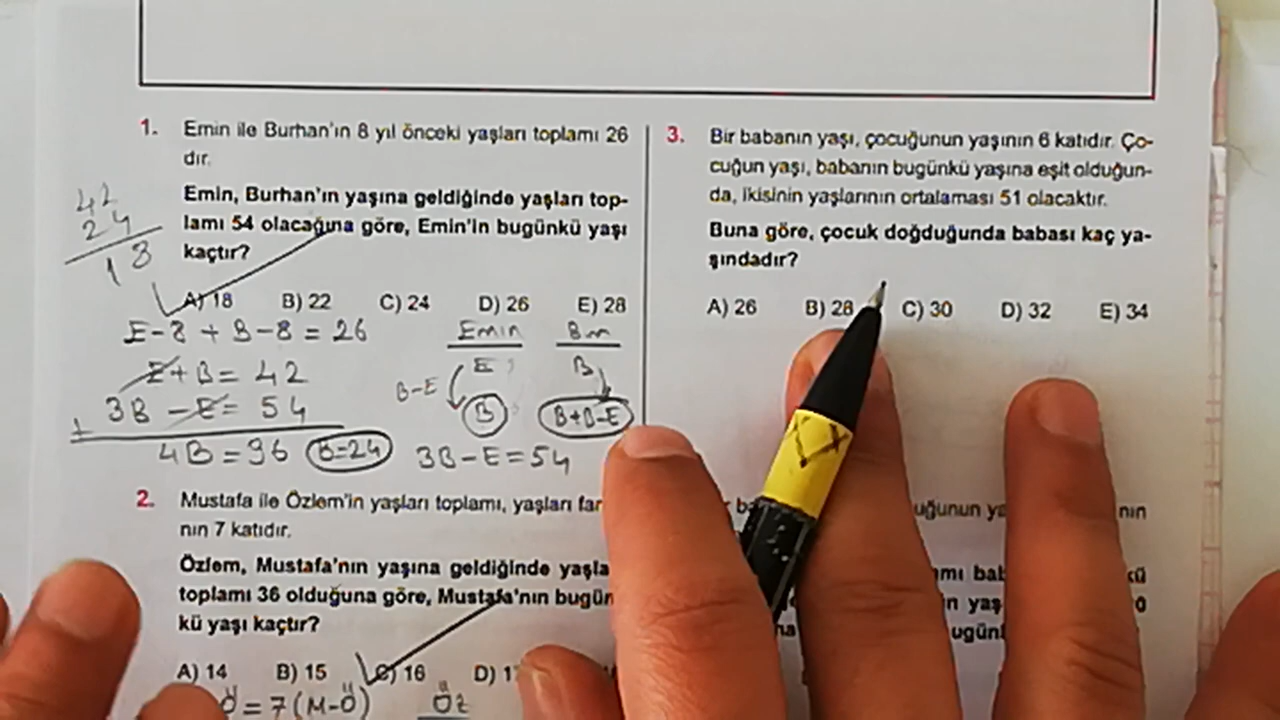 1. Emin ile Burhan'ın 8 yıl önceki yaşları toplamı 26
dır.
Emin, Burhan'ın yaşına geldiğinde yaşları top-
lamı 54 olacağına göre, Emin'in bugünkü yaşı
kaçtır?
A) 18 B) 22 C) 24 D) 26 E) 28
42
24
18
E-8 + B-8 = 26
E+B= 42
+ 3B -E= 54
4B = 96 B=24
Emin Bm
E B
B-E B B+B-E
3B-E=54
2. Mustafa ile Özlem'in yaşları toplamı, yaşları
nın 7 katıdır.
Özlem, Mustafa'nın yaşına geldiğinde
toplamı 36 olduğuna göre, Mustafa'nın
kü yaşı kaçtır?
A) 14 B) 15 C) 16 D)
= 7 (M-Ö) Öz
3. Bir babanın yaşı, çocuğunun yaşının 6 katıdır. Ço-
cuğun yaşı, babanın bugünkü yaşına eşit olduğun-
da, ikisinin yaşlarının ortalaması 51 olacaktır.
Buna göre, çocuk doğduğunda babası kaç ya-
şındadır?
A) 26 B) 28 C) 30 D) 32 E) 34